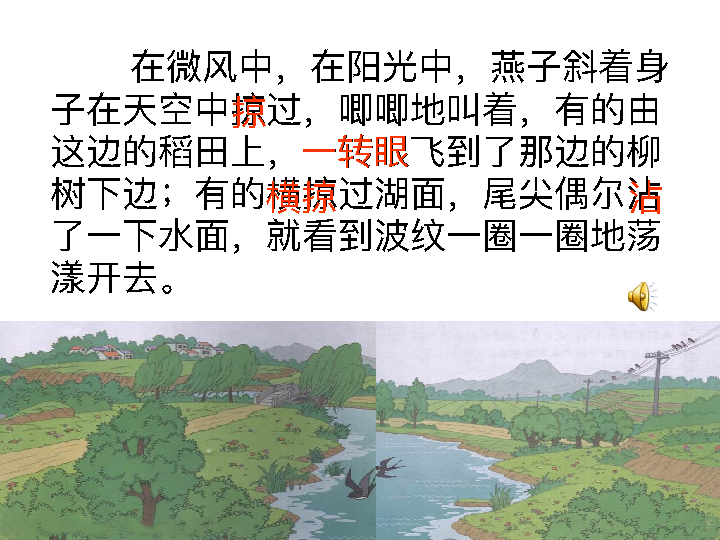 在微风中，在阳光中，燕子斜着身
子在天空中掠过，唧唧地叫着，有的由
这边的稻田上，一转眼飞到了那边的柳
树下边；有的横掠过湖面，尾尖偶尔沾
了一下水面，就看到波纹一圈一圈地荡
漾开去。